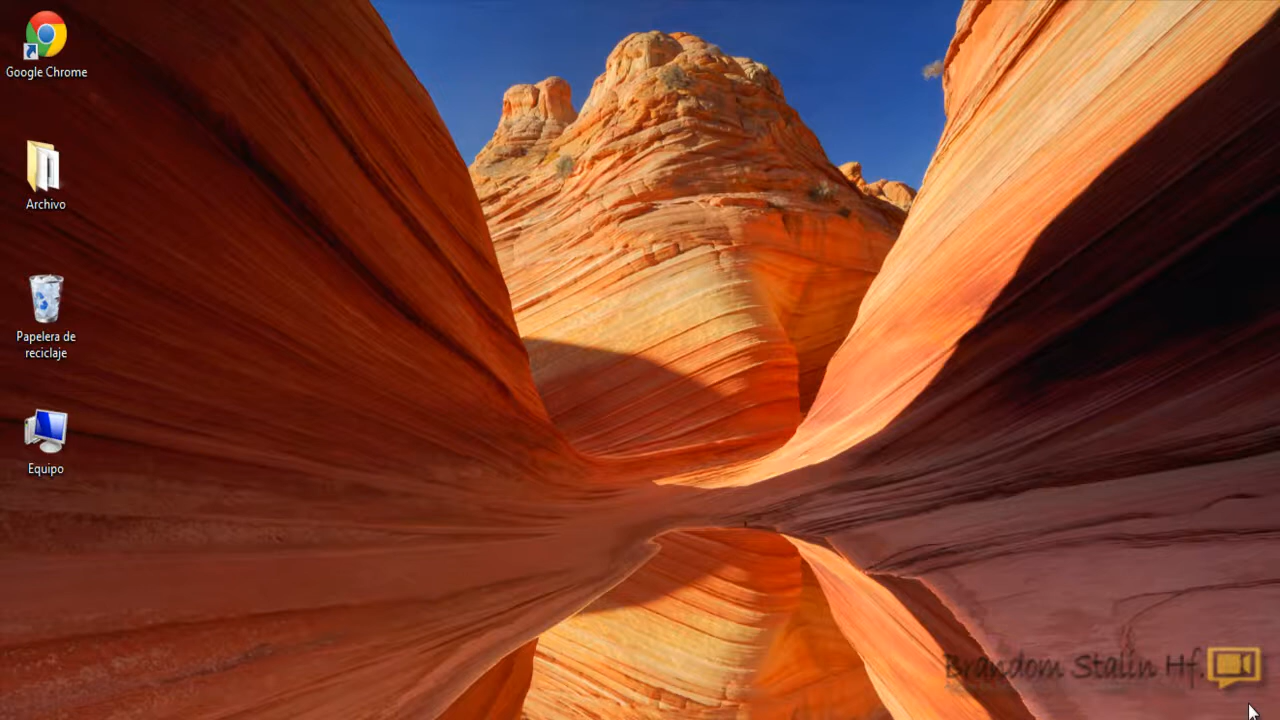 Google Chrome
Archivo
Papelera de
reciclaje
Equipo
Brandom Stalin Hf.